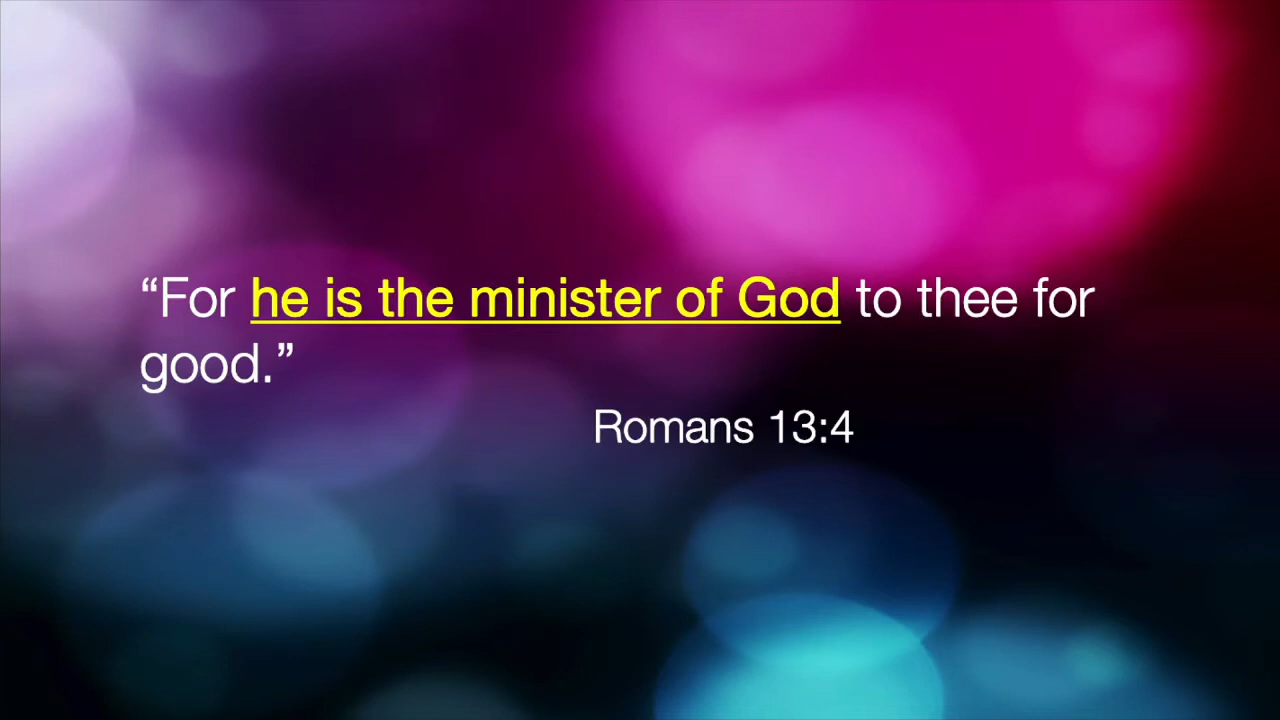 “For he is the minister of God to thee for
good.”
Romans 13:4